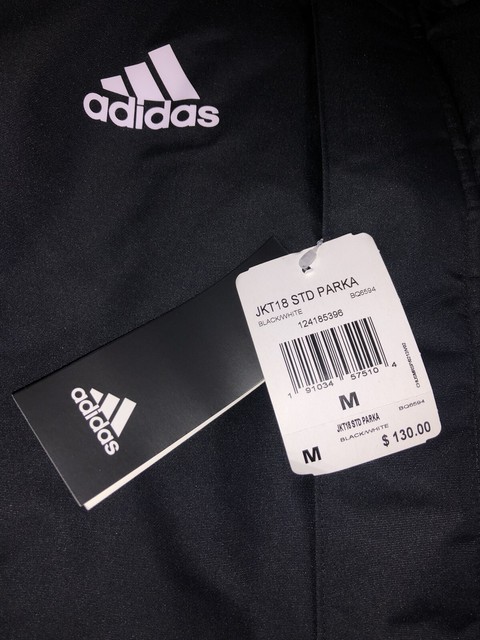 adidas
JKT18 STD PARKA
BLACK/WHITE BQ6594
124185396
1 91034 57510 4
M
JKT18 STD PARKA BQ6594
M BLACK/WHITE
$ 130.00
adidas